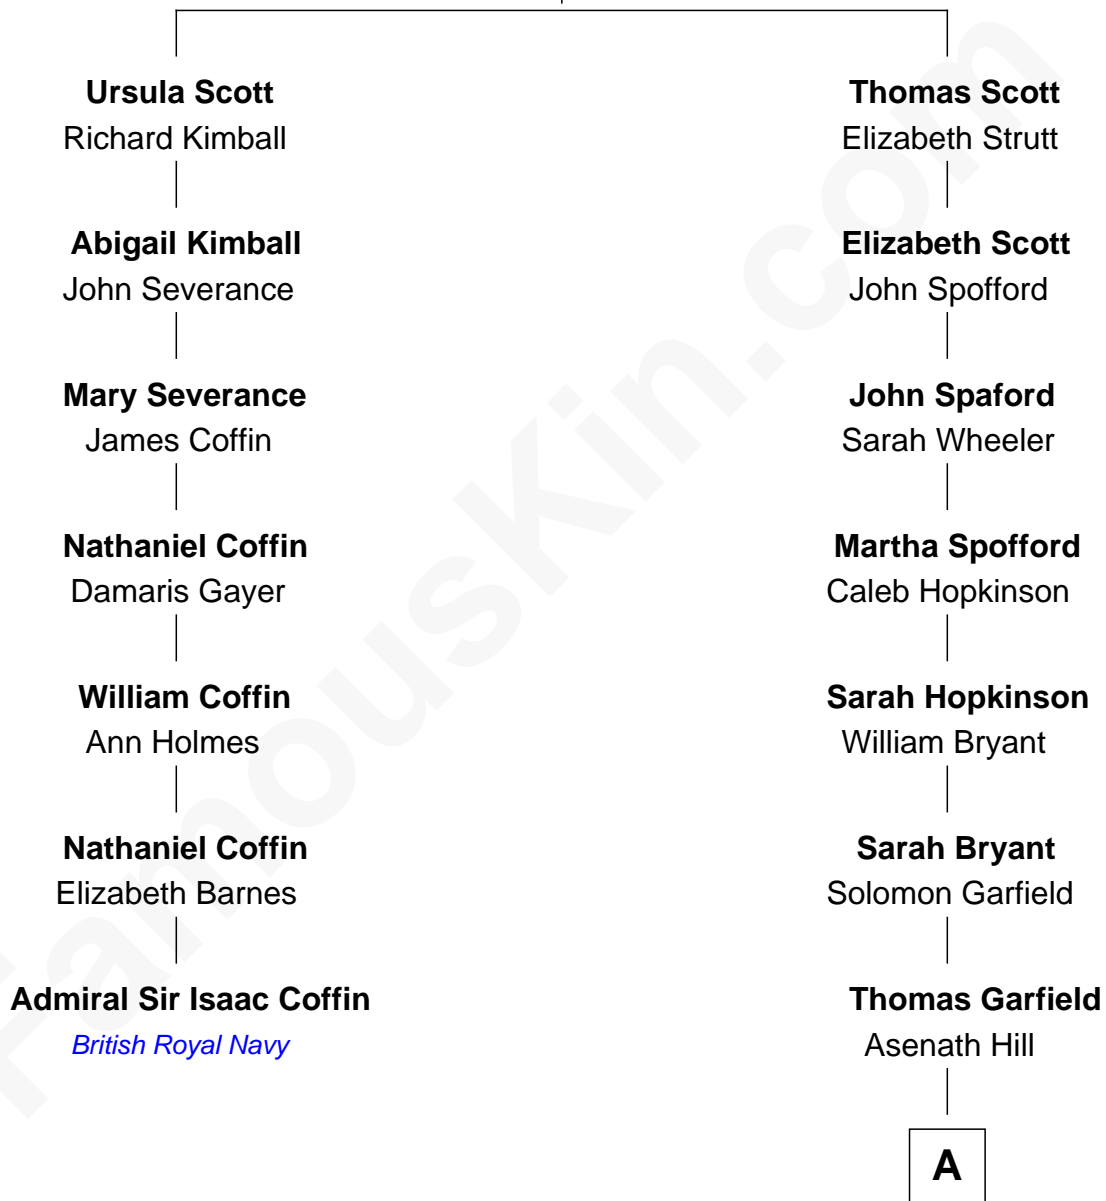 Ursula Scott
Richard Kimball
Abigail Kimball
John Severance
Mary Severance
James Coffin
Nathaniel Coffin
Damaris Gayer
William Coffin
Ann Holmes
Nathaniel Coffin
Elizabeth Barnes
Admiral Sir Isaac Coffin
British Royal Navy
Thomas Scott
Elizabeth Strutt
Elizabeth Scott
John Spofford
John Spaford
Sarah Wheeler
Martha Spofford
Caleb Hopkinson
Sarah Hopkinson
William Bryant
Sarah Bryant
Solomon Garfield
Thomas Garfield
Asenath Hill
A
FamousKin.com